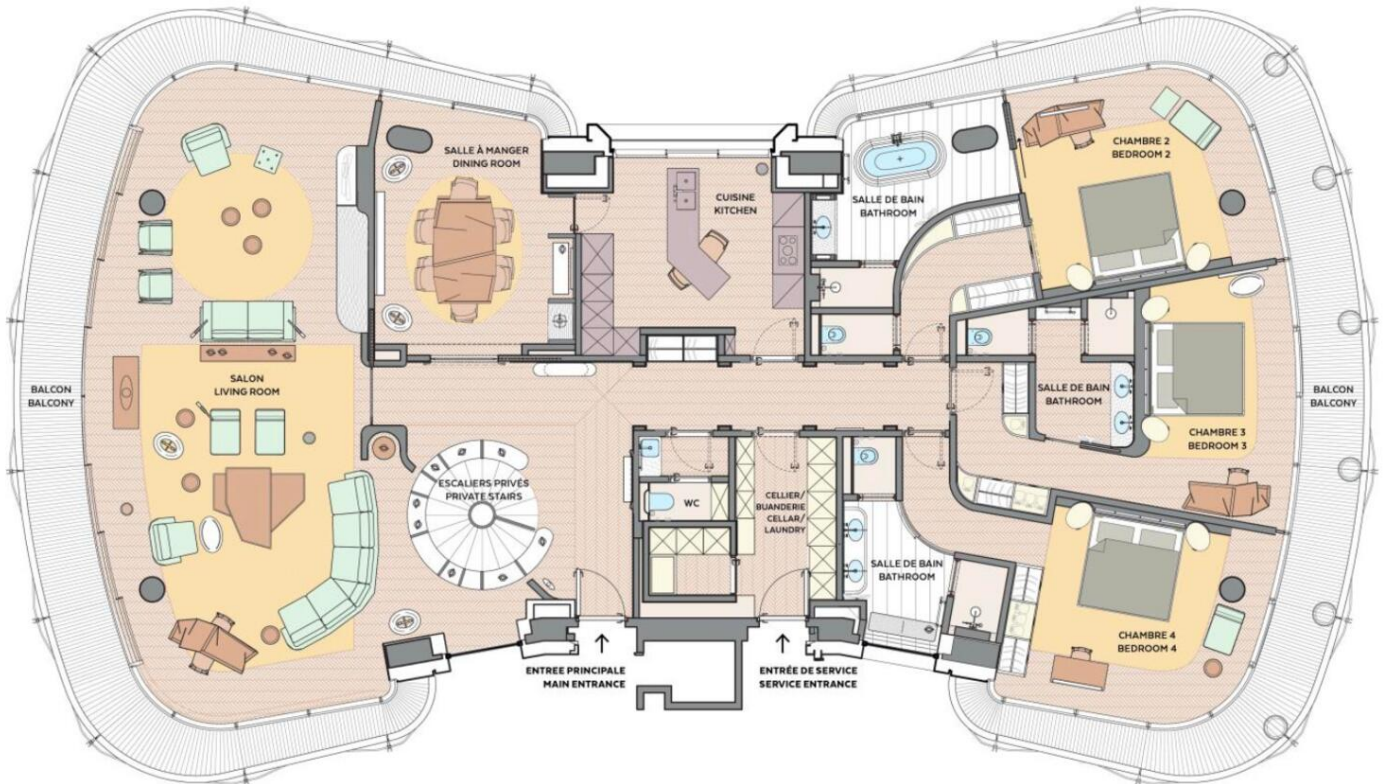 SALLE À MANGER
DINING ROOM
CUISINE
KITCHEN
SALLE DE BAIN
BATHROOM
CHAMBRE 2
BEDROOM 2
BALCON
BALCONY
SALON
LIVING ROOM
SALLE DE BAIN
BATHROOM
CHAMBRE 3
BEDROOM 3
BALCON
BALCONY
ESCALIERS PRIVÉS
PRIVATE STAIRS
WC
CELLIER/
BUANDERIE
CELLAR/
LAUNDRY
SALLE DE BAIN
BATHROOM
CHAMBRE 4
BEDROOM 4
ENTREE PRINCIPALE
MAIN ENTRANCE
ENTRÉE DE SERVICE
SERVICE ENTRANCE